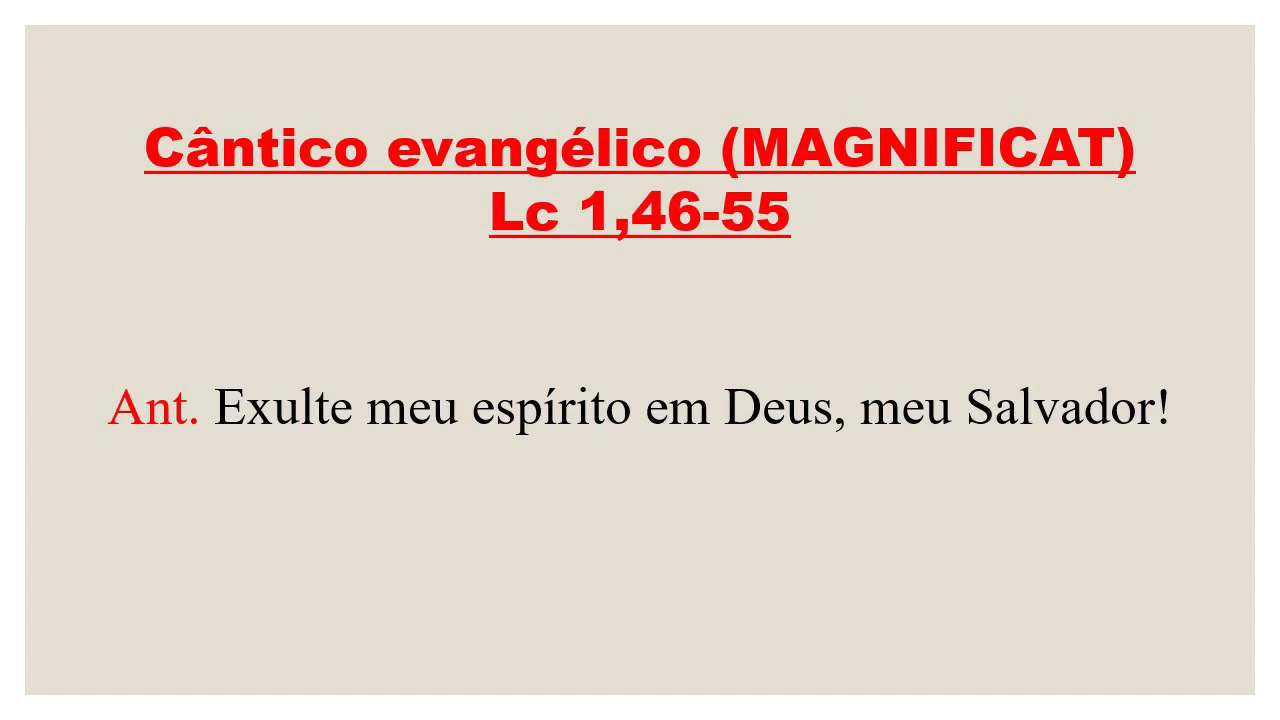 Cântico evangélico (MAGNIFICAT)
Lc 1,46-55
Ant. Exulte meu espírito em Deus, meu Salvador!